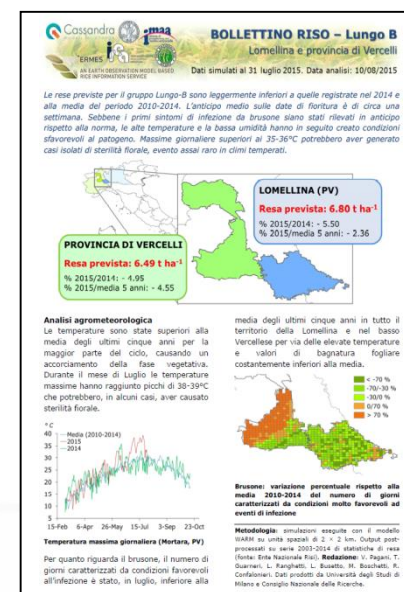 Cassandra
imaa
ERMES
ifa
AN EARTH OBSERVATION MODEL BASED
RICE INFORMATION SERVICE
BOLLETTINO RISO – Lungo B
Lomellina e provincia di Vercelli
Dati simulati al 31 luglio 2015. Data analisi: 10/08/2015
Le rese previste per il gruppo Lungo-B sono leggermente inferiori a quelle registrate nel 2014 e
alla media del periodo 2010-2014. L'anticipo medio sulle date di fioritura è di circa una
settimana. Sebbene i primi sintomi di infezione da brusone siano stati rilevati in anticipo
rispetto alla norma, le alte temperature e la bassa umidità hanno in seguito creato condizioni
sfavorevoli al patogeno. Massime giornaliere superiori ai 35-36°C potrebbero aver generato
casi isolati di sterilità fiorale, evento assai raro in climi temperati.
LOMELLINA (PV)
Resa prevista: 6.80 t ha-1
% 2015/2014: - 5.50
% 2015/media 5 anni: - 2.36
PROVINCIA DI VERCELLI
Resa prevista: 6.49 t ha-1
% 2015/2014: - 4.95
% 2015/media 5 anni: - 4.55
Analisi agrometeorologica
Le temperature sono state superiori alla
media degli ultimi cinque anni per la
maggior parte del ciclo, causando un
accorciamento della fase vegetativa.
Durante il mese di Luglio le temperature
massime hanno raggiunto picchi di 38-39°C
che potrebbero, in alcuni casi, aver causato
sterilità fiorale.
°C
40
35
30
25
20
15
10
5
Media (2010-2014)
2015
2014
15-Feb 6-Apr 26-May 15-Jul 3-Sep 23-Oct
Temperatura massima giornaliera (Mortara, PV)
Per quanto riguarda il brusone, il numero di
giorni caratterizzati da condizioni favorevoli
all'infezione è stato, in luglio, inferiore alla
media degli ultimi cinque anni in tutto il
territorio della Lomellina e nel basso
Vercellese per via delle elevate temperature
e valori di bagnatura fogliare
costantemente inferiori alla media.
< -70 %
-70/-30 %
-30/0 %
0/70 %
> 70 %
Brusone: variazione percentuale rispetto alla
media 2010-2014 del numero di giorni
caratterizzati da condizioni molto favorevoli ad
eventi di infezione
Metodologia: simulazioni eseguite con il modello
WARM su unità spaziali di 2 × 2 km. Output post-
processati su serie 2003-2014 di statistiche di resa
(fonte: Ente Nazionale Risi). Redazione: V. Pagani, T.
Guarneri, L. Ranghetti, L. Busetto, M. Boschetti, R.
Confalonieri. Dati prodotti da Università degli Studi di
Milano e Consiglio Nazionale delle Ricerche.